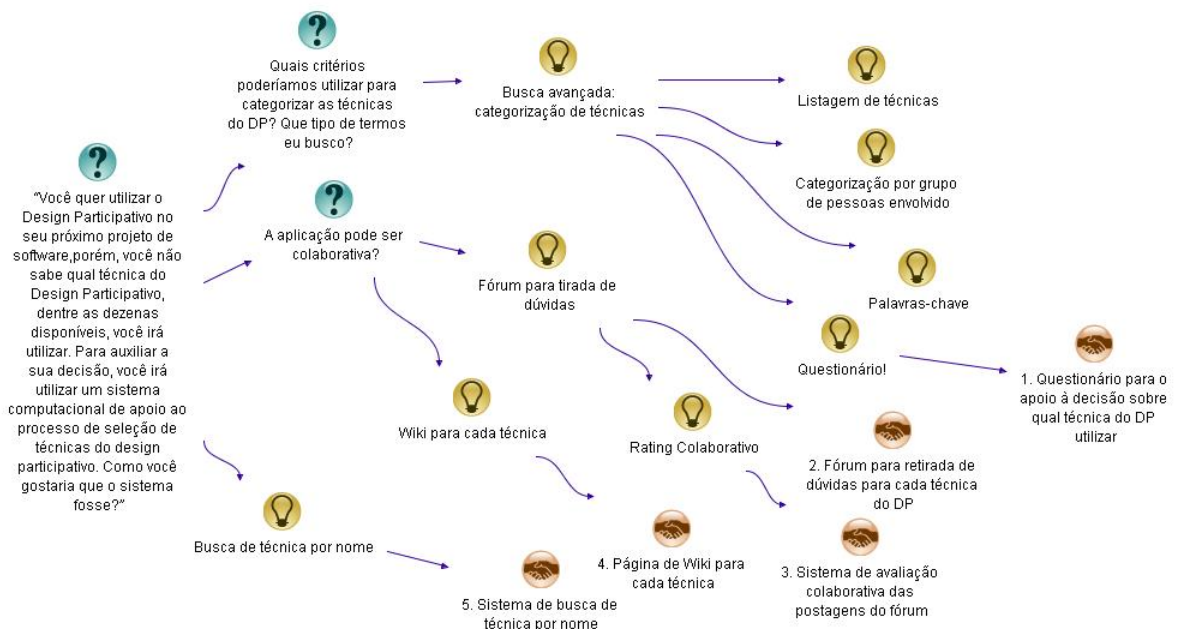 Quais critérios
poderíamos utilizar para
categorizar as técnicas
do DP? Que tipo de termos
eu busco?
Busca avançada:
categorização de técnicas
Listagem de técnicas
Categorização por grupo
de pessoas envolvido
Palavras-chave
Questionário!
1. Questionário para o
apoio à decisão sobre
qual técnica do DP
utilizar
"Você quer utilizar o
Design Participativo no
seu próximo projeto de
software,porém, você não
sabe qual técnica do
Design Participativo,
dentre as dezenas
disponíveis, você irá
utilizar. Para auxiliar a
sua decisão, você irá
utilizar um sistema
computacional de apoio ao
processo de seleção de
técnicas do design
participativo. Como você
gostaria que o sistema
fosse?"
A aplicação pode ser
colaborativa?
Fórum para tirada de
dúvidas
Wiki para cada técnica
Rating Colaborativo
2. Fórum para retirada de
dúvidas para cada técnica
do DP
3. Sistema de avaliação
colaborativa das
postagens do fórum
4. Página de Wiki para
cada técnica
Busca de técnica por nome
5. Sistema de busca de
técnica por nome